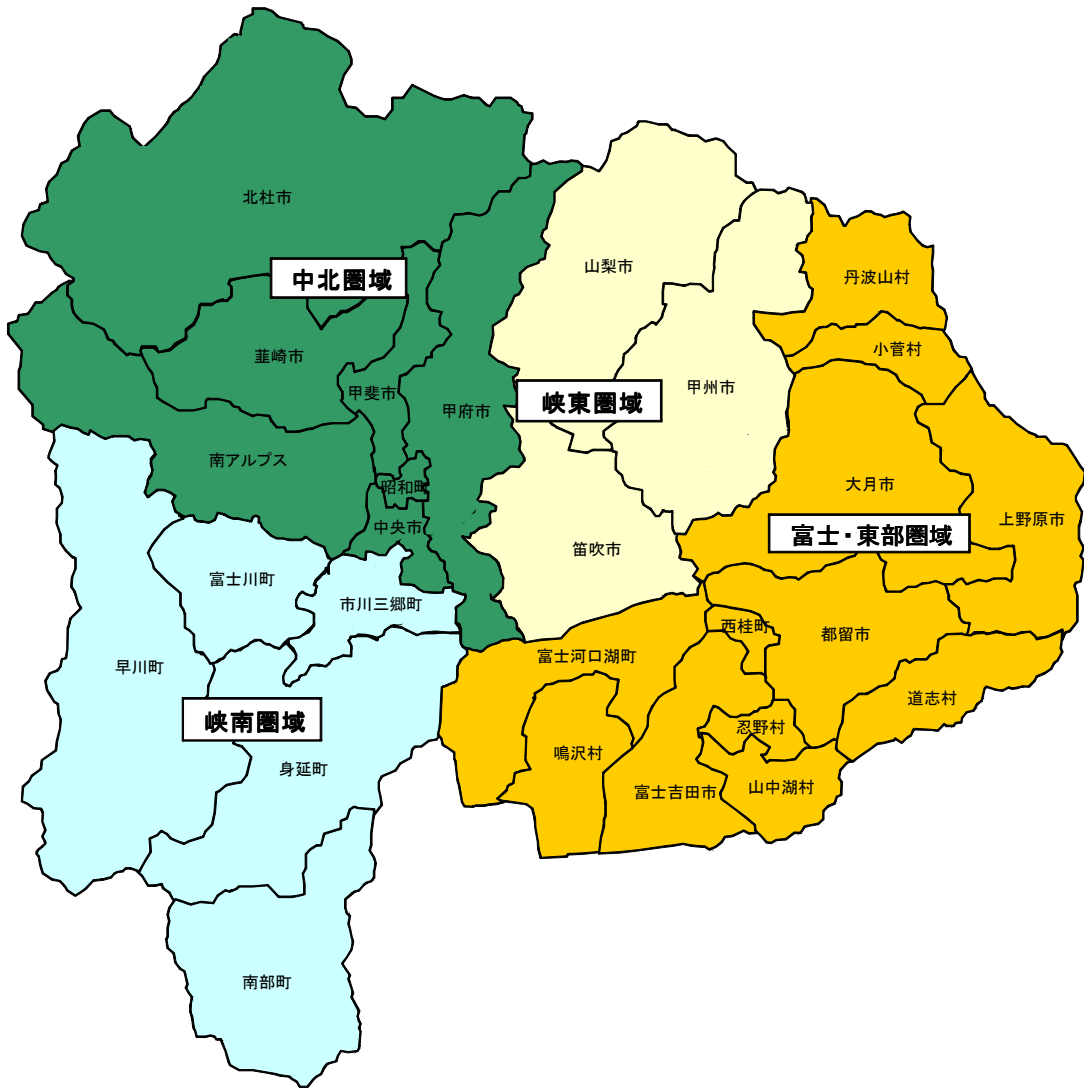 北杜市
山梨市
丹波山村
中北圏域
小菅村
韮崎市
甲斐市
甲州市
甲府市
峡東圏域
南アルプス
昭和町
大月市
中央市
上野原市
富士・東部圏域
笛吹市
富士川町
市川三郷町
西桂町
都留市
富士河口湖町
早川町
道志村
峡南圏域
忍野村
鳴沢村
身延町
山中湖村
富士吉田市
南部町